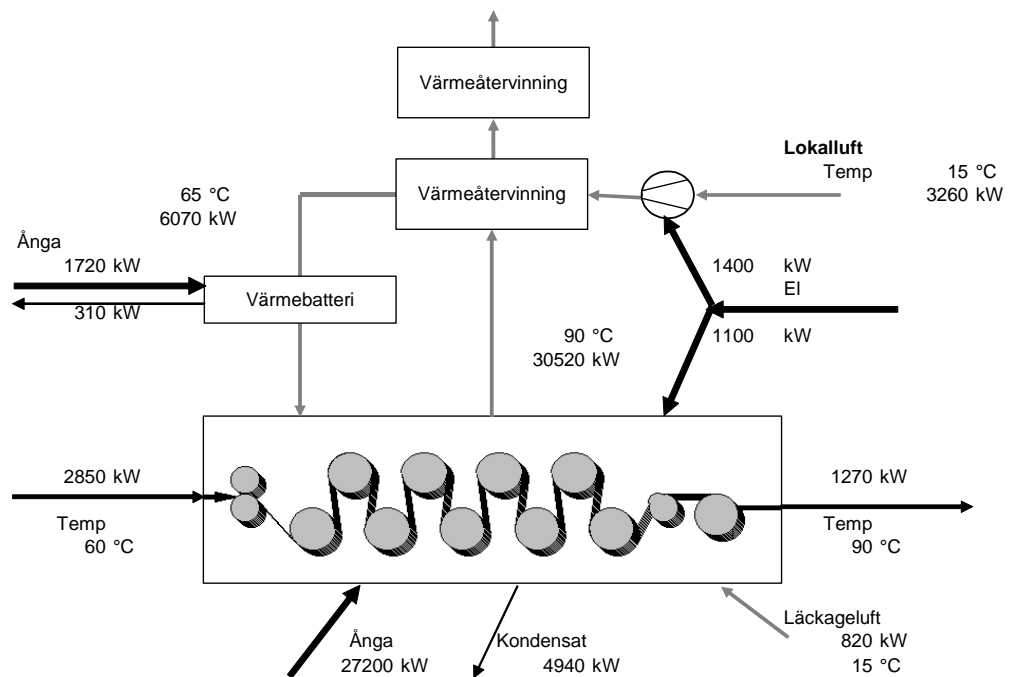 Värmeåtervinning
Lokalluft
Temp
15 °C
3260 kW
Värmeåtervinning
65 °C
6070 kW
Ånga
1720 kW
310 kW
Värmebatteri
1400 kW
El
1100 kW
90 °C
30520 kW
2850 kW
Temp
60 °C
1270 kW
Temp
90 °C
Ånga
27200 kW
Kondensat
4940 kW
Läckageluft
820 kW
15 °C